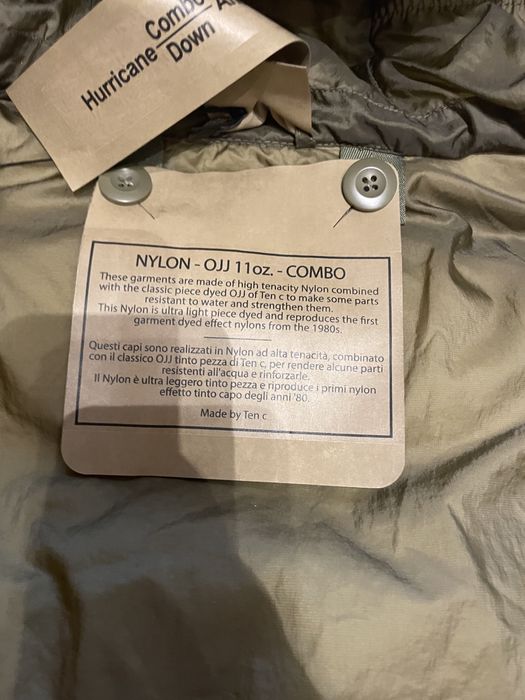 Hurricane Combo
Down
NYLON - OJJ 11oz. - COMBO
These garments are made of high tenacity Nylon combined
with the classic piece dyed OJJ of Ten c to make some parts
resistant to water and strengthen them.
This Nylon is ultra light piece dyed and reproduces the first
garment dyed effect nylons from the 1980s.
Questi capi sono realizzati in Nylon ad alta tenacità, combinato
con il classico OJJ tinto pezza di Ten c, per rendere alcune parti
resistenti all'acqua e rinforzarle.
Il Nylon è ultra leggero tinto pezza e riproduce i primi nylon
effetto tinto capo degli anni '80.
Made by Ten c